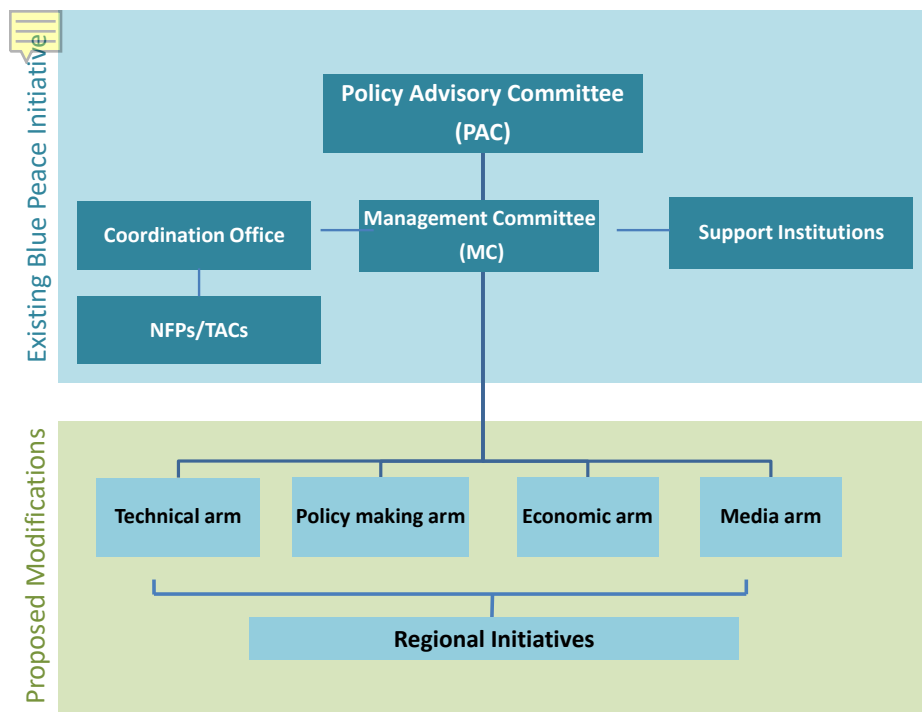 Existing Blue Peace Initiative
Policy Advisory Committee
(PAC)
Coordination Office
Management Committee
(MC)
Support Institutions
NFPs/TACs
Proposed Modifications
Technical arm
Policy making arm
Economic arm
Media arm
Regional Initiatives